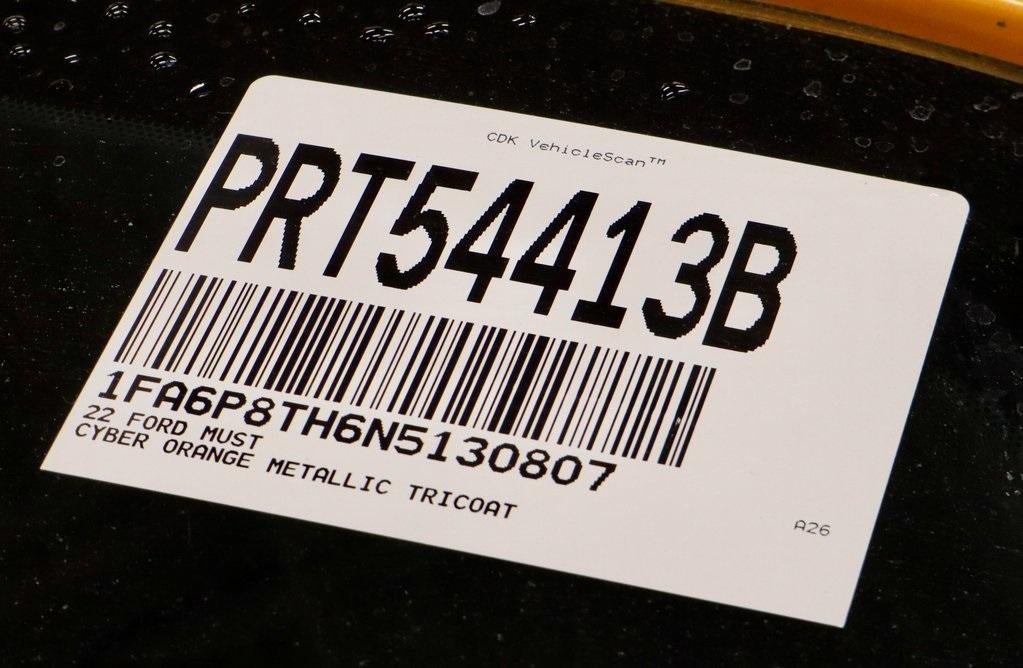 CDK VehicleScan™
PRT54413B
1FA6P8TH6N5130807
22 FORD MUST
CYBER ORANGE METALLIC TRICOAT
A26